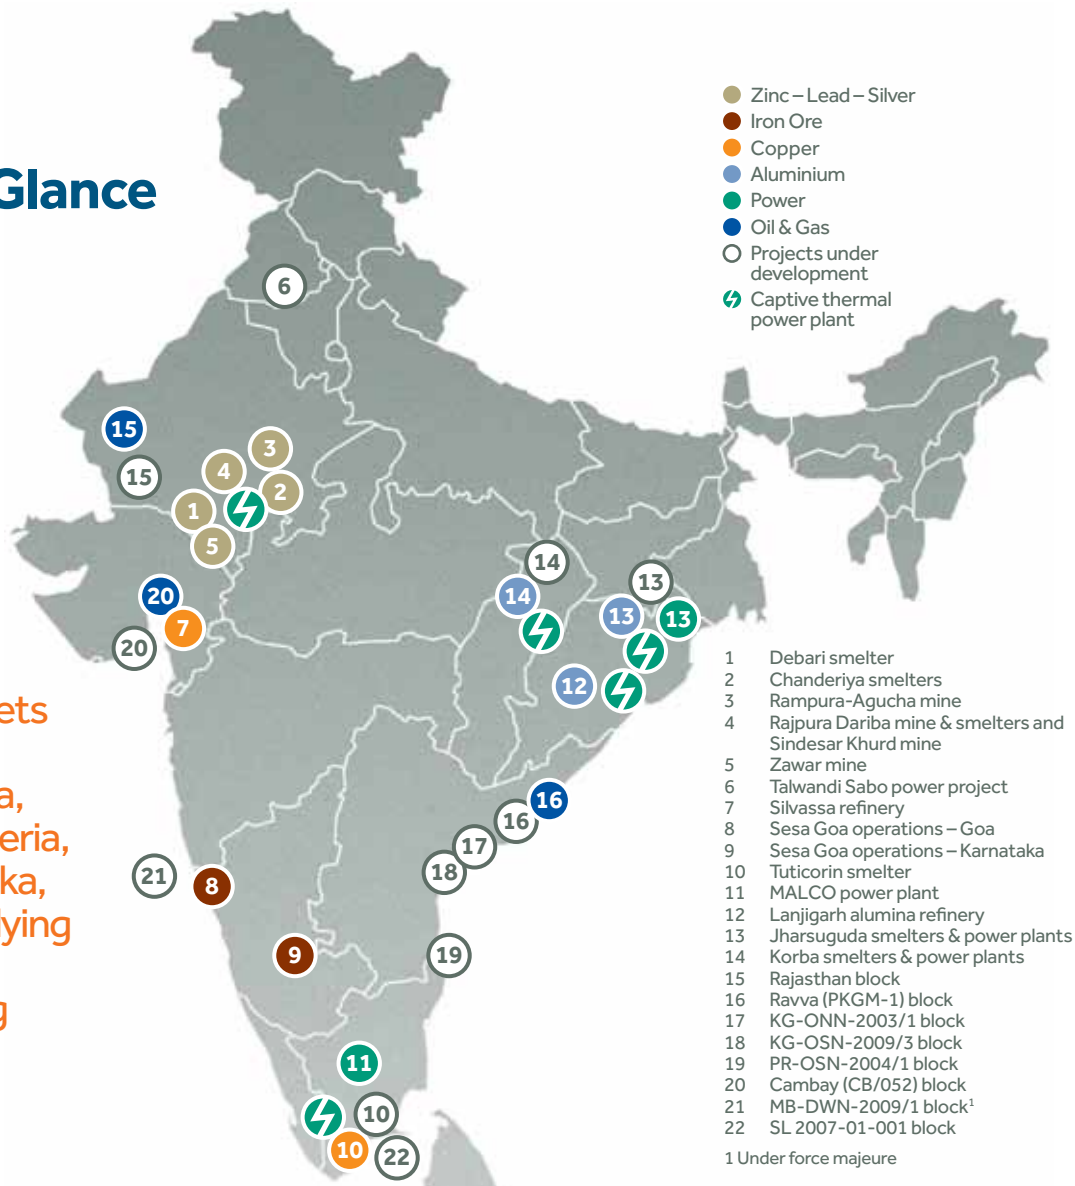 Glance
Zinc – Lead – Silver
Iron Ore
Copper
Aluminium
Power
Oil & Gas
Projects under
development
Captive thermal
power plant
6
15
15
3
4
2
1
5
20
7
20
14
14
13
13
13
12
16
16
17
18
21
8
9
19
11
10
10
22
ets
a,
eria,
ka,
lying
g
1 Debari smelter
2 Chanderiya smelters
3 Rampura-Agucha mine
4 Rajpura Dariba mine & smelters and
Sindesar Khurd mine
5 Zawar mine
6 Talwandi Sabo power project
7 Silvassa refinery
8 Sesa Goa operations – Goa
9 Sesa Goa operations – Karnataka
10 Tuticorin smelter
11 MALCO power plant
12 Lanjigarh alumina refinery
13 Jharsuguda smelters & power plants
14 Korba smelters & power plants
15 Rajasthan block
16 Ravva (PKGM-1) block
17 KG-ONN-2003/1 block
18 KG-OSN-2009/3 block
19 PR-OSN-2004/1 block
20 Cambay (CB/052) block
21 MB-DWN-2009/1 block¹
22 SL 2007-01-001 block
1 Under force majeure